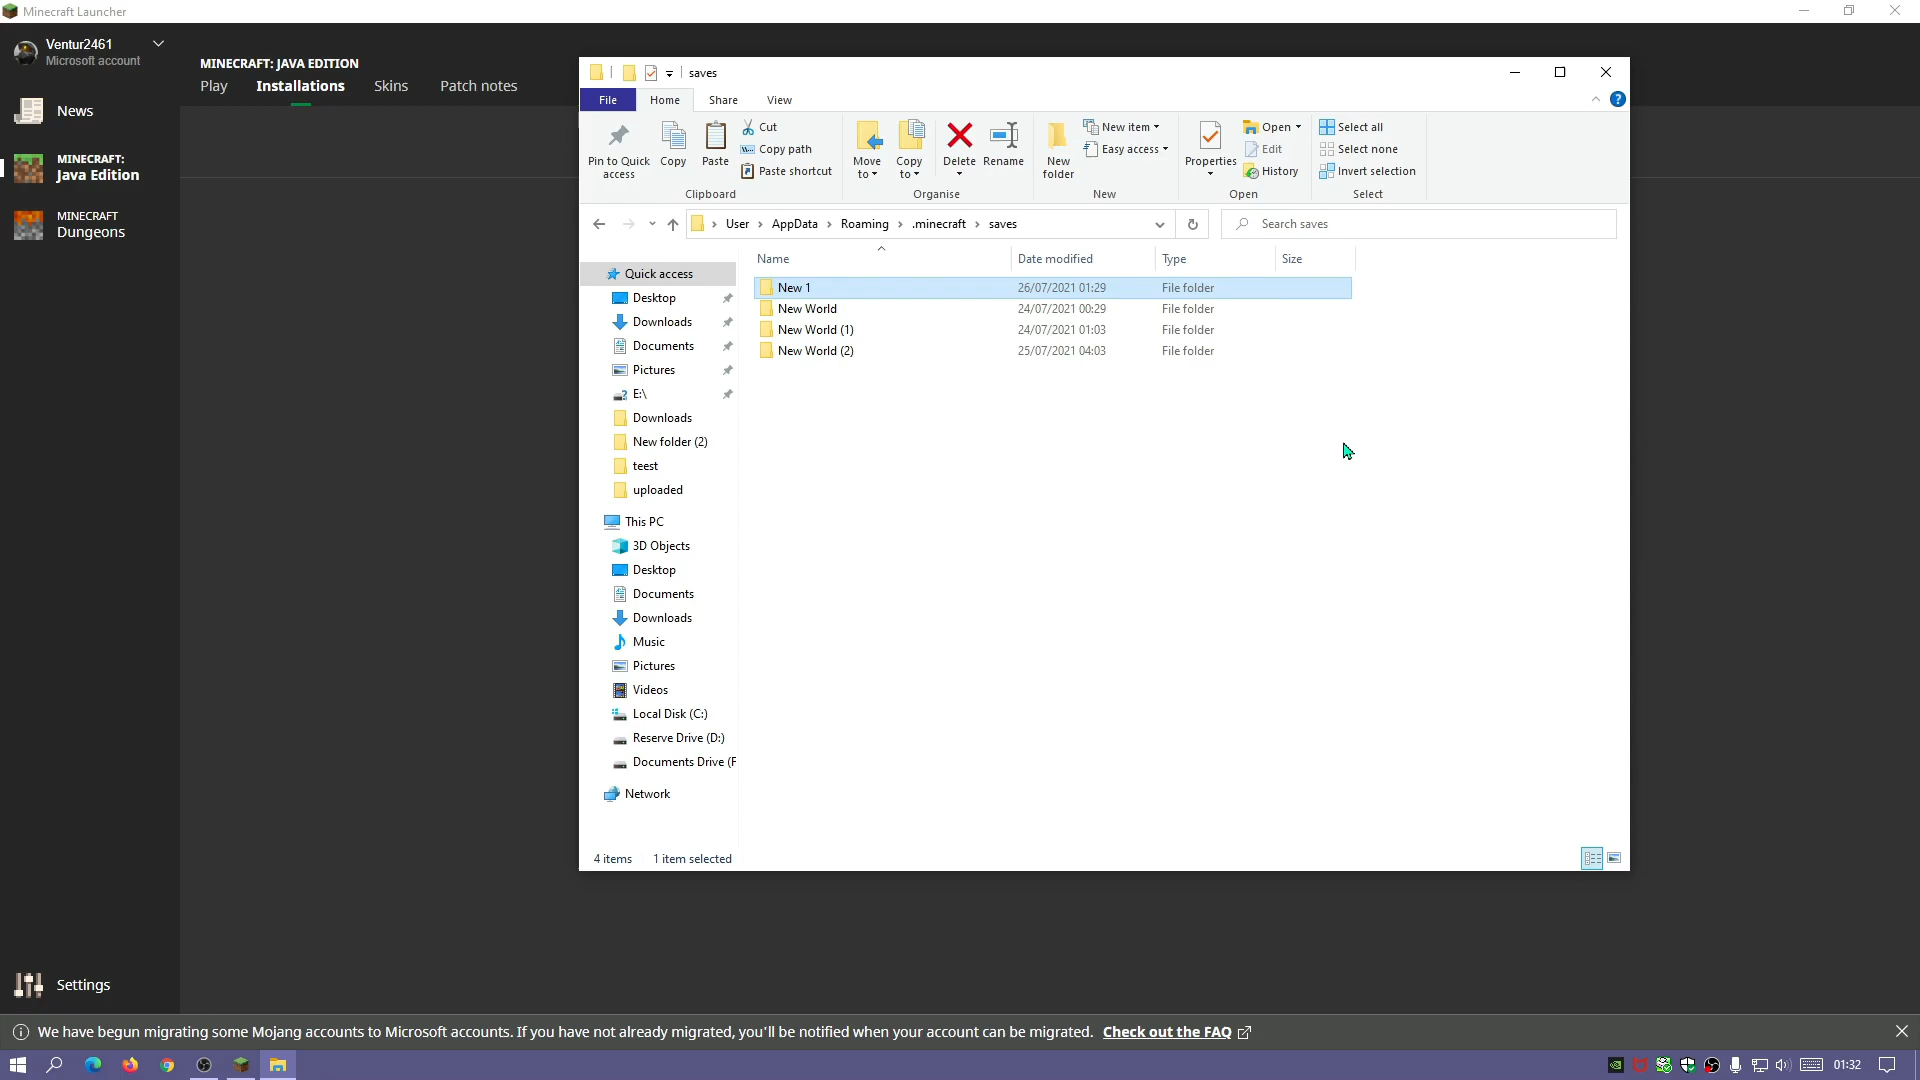 Minecraft Launcher
Ventur2461
Microsoft account
News
MINECRAFT:
Java Edition
MINECRAFT
Dungeons
Settings
MINECRAFT: JAVA EDITION
Play Installations Skins Patch notes
saves
File Home Share View
Pin to Quick access
Copy
Paste
Cut
Copy path
Paste shortcut
Clipboard
Move to
Copy to
Delete
Rename
Organise
New folder
New item
Easy access
New
Properties
Open
Edit
History
Open
Select all
Select none
Invert selection
Select
User › AppData › Roaming › .minecraft › saves
Search saves
Name Date modified Type Size
New 1 26/07/2021 01:29 File folder
New World 24/07/2021 00:29 File folder
New World (1) 24/07/2021 01:03 File folder
New World (2) 25/07/2021 04:03 File folder
Quick access
Desktop
Downloads
Documents
Pictures
E:\
Downloads
New folder (2)
teest
uploaded
This PC
3D Objects
Desktop
Documents
Downloads
Music
Pictures
Videos
Local Disk (C:)
Reserve Drive (D:)
Documents Drive (F
Network
4 items 1 item selected
We have begun migrating some Mojang accounts to Microsoft accounts. If you have not already migrated, you'll be notified when your account can be migrated. Check out the FAQ
01:32